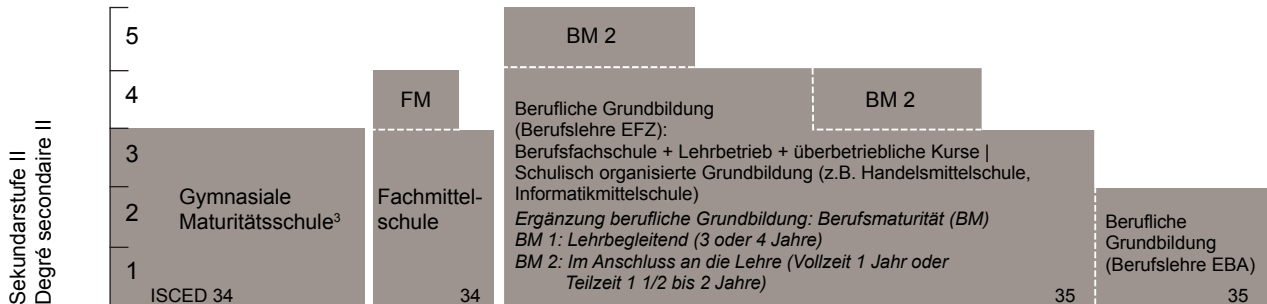 Sekundarstufe II
Degré secondaire II
5
4
3
2
1
Gymnasiale
Maturitätsschule³
ISCED 34
FM
Fachmittel-
schule
34
BM 2
BM 2
Berufliche Grundbildung
(Berufslehre EFZ):
Berufsfachschule + Lehrbetrieb + überbetriebliche Kurse |
Schulisch organisierte Grundbildung (z.B. Handelsmittelschule,
Informatikmittelschule)
Ergänzung berufliche Grundbildung: Berufsmaturität (BM)
BM 1: Lehrbegleitend (3 oder 4 Jahre)
BM 2: Im Anschluss an die Lehre (Vollzeit 1 Jahr oder
Teilzeit 1 1/2 bis 2 Jahre)
35
Berufliche
Grundbildung
(Berufslehre EBA)
35